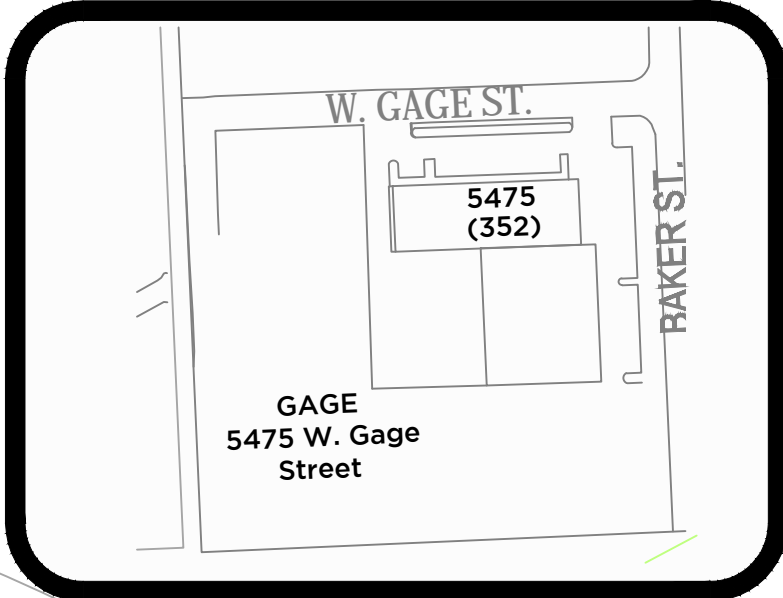 W. GAGE ST.
5475
(352)
BAKER ST.
GAGE
5475 W. Gage
Street